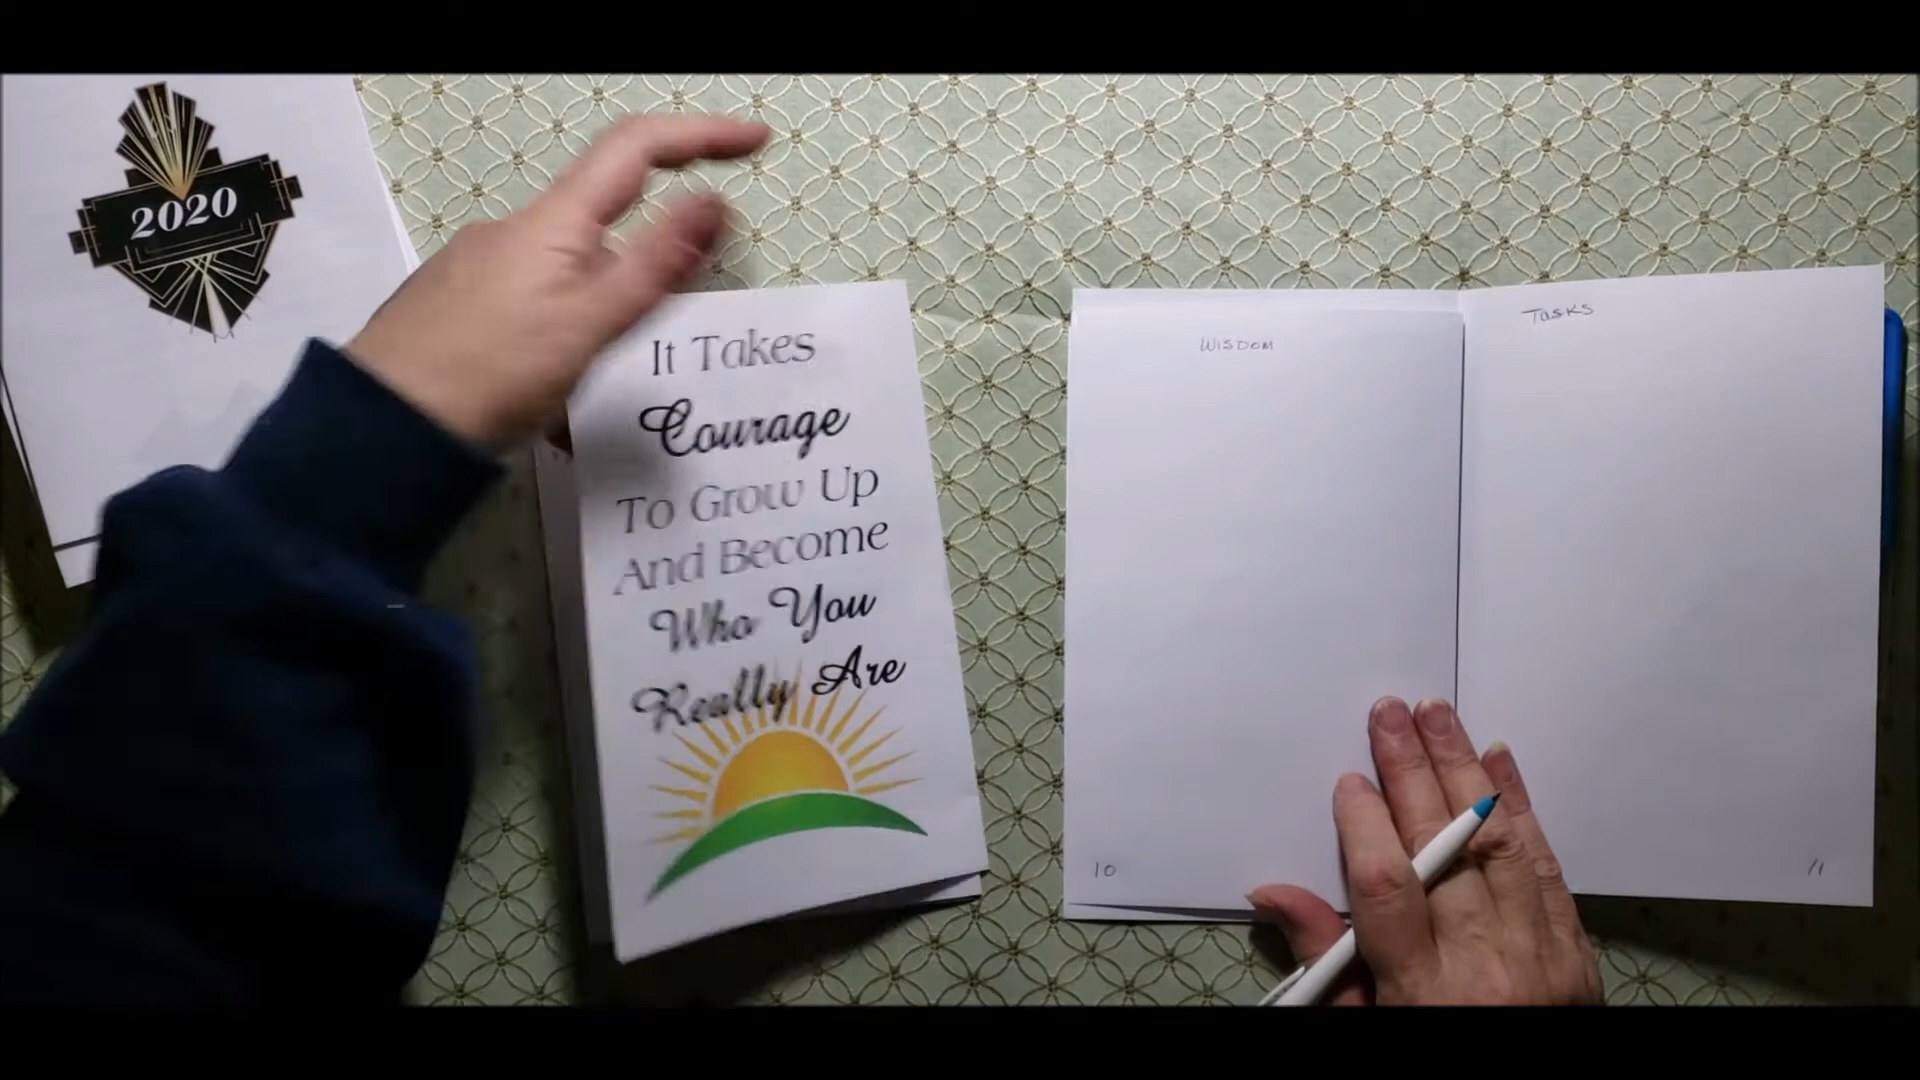 2020
It Takes
Courage
To Grow Up
And Become
Who You
Really Are
WISDOM
10
Tasks
11